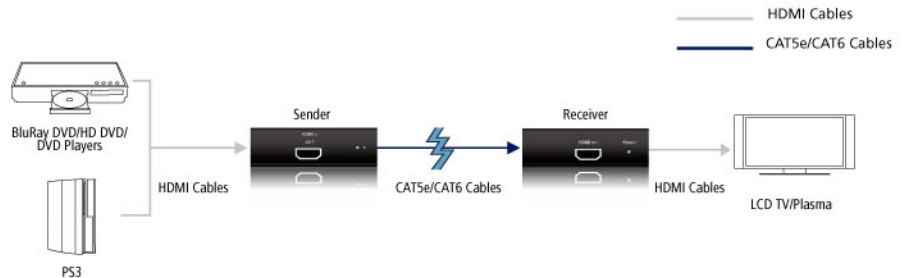 HDMI Cables
CAT5e/CAT6 Cables
Sender
Receiver
BluRay DVD/HD DVD/
DVD Players
HDMI Cables
CAT5e/CAT6 Cables
HDMI Cables
LCD TV/Plasma
PS3